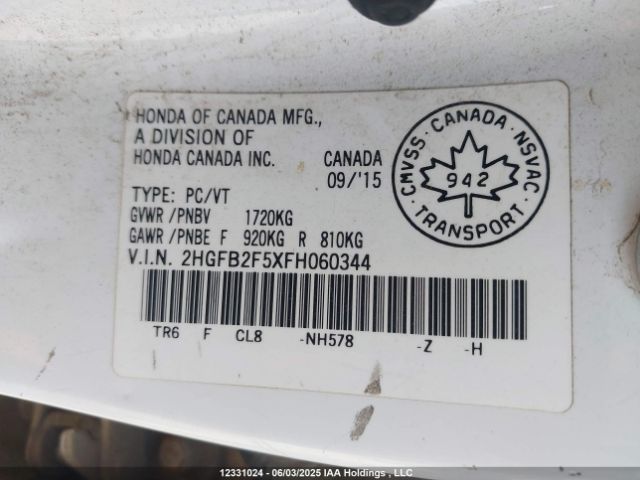 HONDA OF CANADA MFG.,
A DIVISION OF
HONDA CANADA INC. CANADA
09/'15
TYPE: PC/VT
GVWR /PNBV 1720KG
GAWR /PNBE F 920KG R 810KG
V.I.N. 2HGFB2F5XFH060344
TR6 F CL8 -NH578 -Z -H
CMVSS · CANADA · NSVAC
942
TRANSPORT
12331024 - 06/03/2025 IAA Holdings , LLC